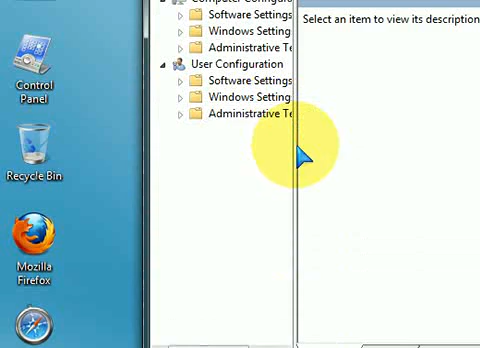 Computer Configura
Software Settings
Windows Setting
Administrative Te
User Configuration
Software Settings
Windows Setting
Administrative Te
Select an item to view its description
Control
Panel
Recycle Bin
Mozilla
Firefox